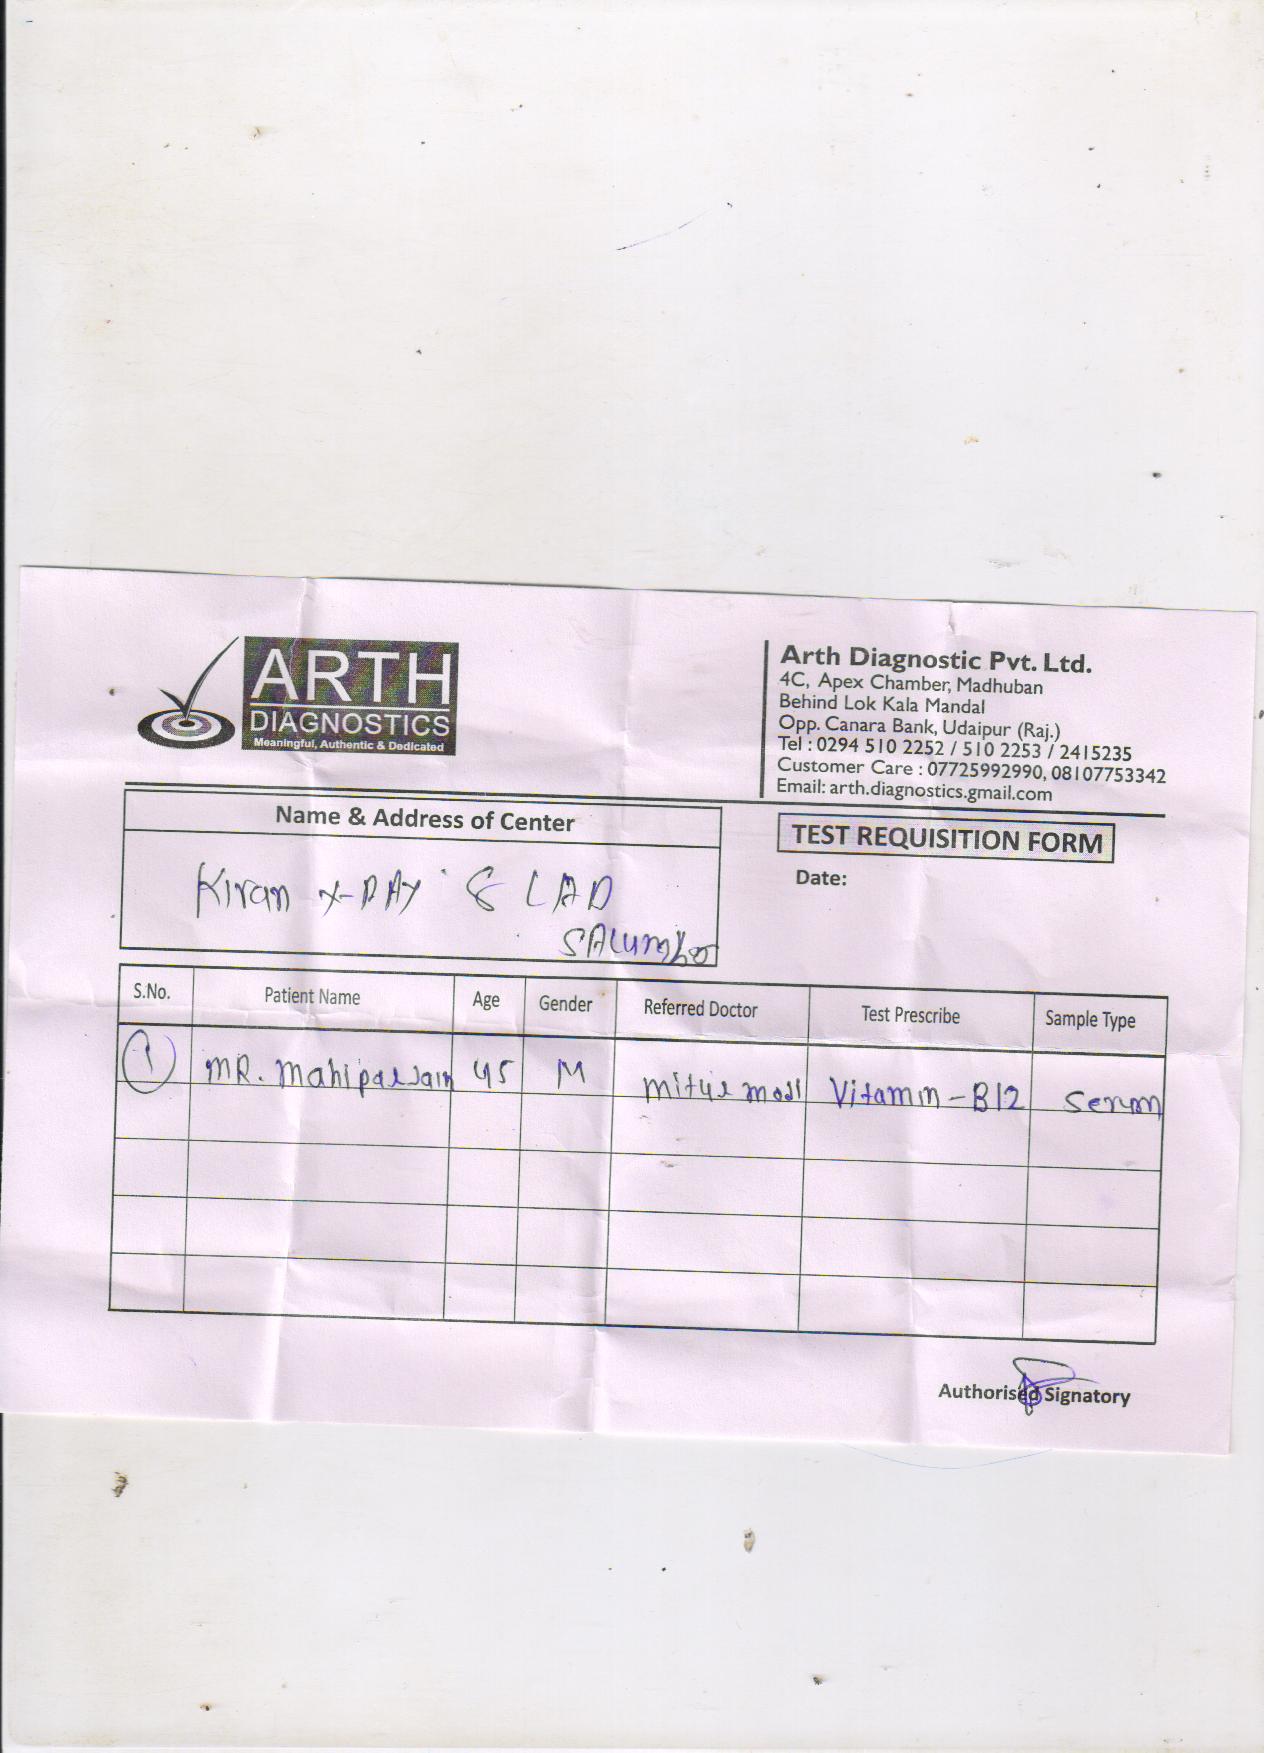 ARTH
DIAGNOSTICS
Meaningful, Authentic & Dedicated
Arth Diagnostic Pvt. Ltd.
4C, Apex Chamber, Madhuban
Behind Lok Kala Mandal
Opp. Canara Bank, Udaipur (Raj.)
Tel : 0294 510 2252 / 510 2253 / 2415235
Customer Care : 07725992990, 08107753342
Email: arth.diagnostics.gmail.com
Name & Address of Center
TEST REQUISITION FORM
Date:
Kiran X-RAY & LAB
SALUMBER
S.No. Patient Name Age Gender Referred Doctor Test Prescribe Sample Type
1 MR. Mahipal Jain 45 M Mitul Modi Vitamin-B12 Serum
Authorised Signatory